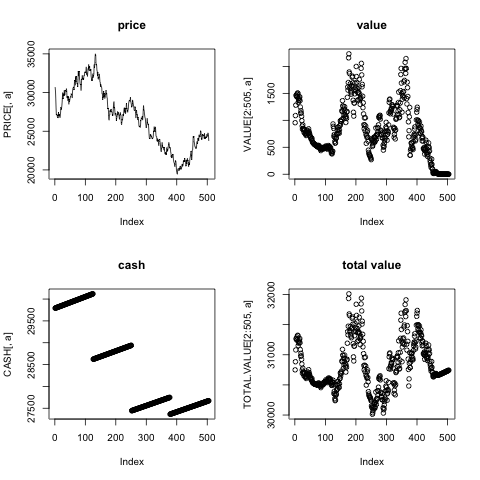 price
PRICE[, a]
20000 25000 30000 35000
0 100 200 300 400 500
Index
value
VALUE[2:505, a]
0 500 1500
0 100 200 300 400 500
Index
cash
CASH[, a]
27500 28500 29500
0 100 200 300 400 500
Index
total value
TOTAL.VALUE[2:505, a]
30000 31000 32000
0 100 200 300 400 500
Index